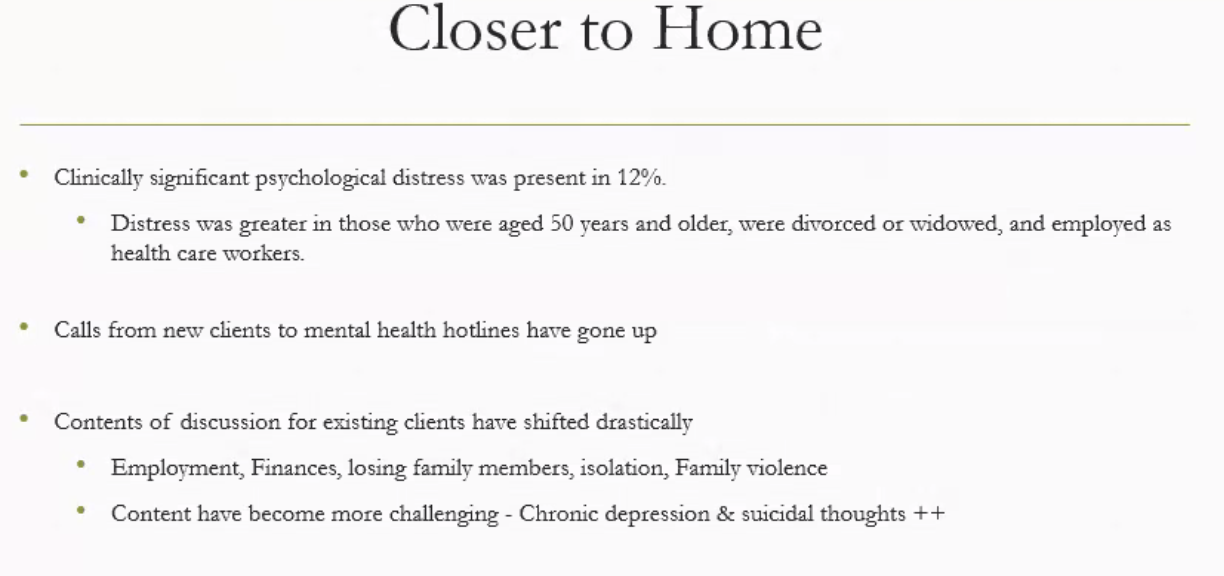 Closer to Home
• Clinically significant psychological distress was present in 12%.
• Distress was greater in those who were aged 50 years and older, were divorced or widowed, and employed as
health care workers.
• Calls from new clients to mental health hotlines have gone up
• Contents of discussion for existing clients have shifted drastically
• Employment, Finances, losing family members, isolation, Family violence
• Content have become more challenging - Chronic depression & suicidal thoughts ++